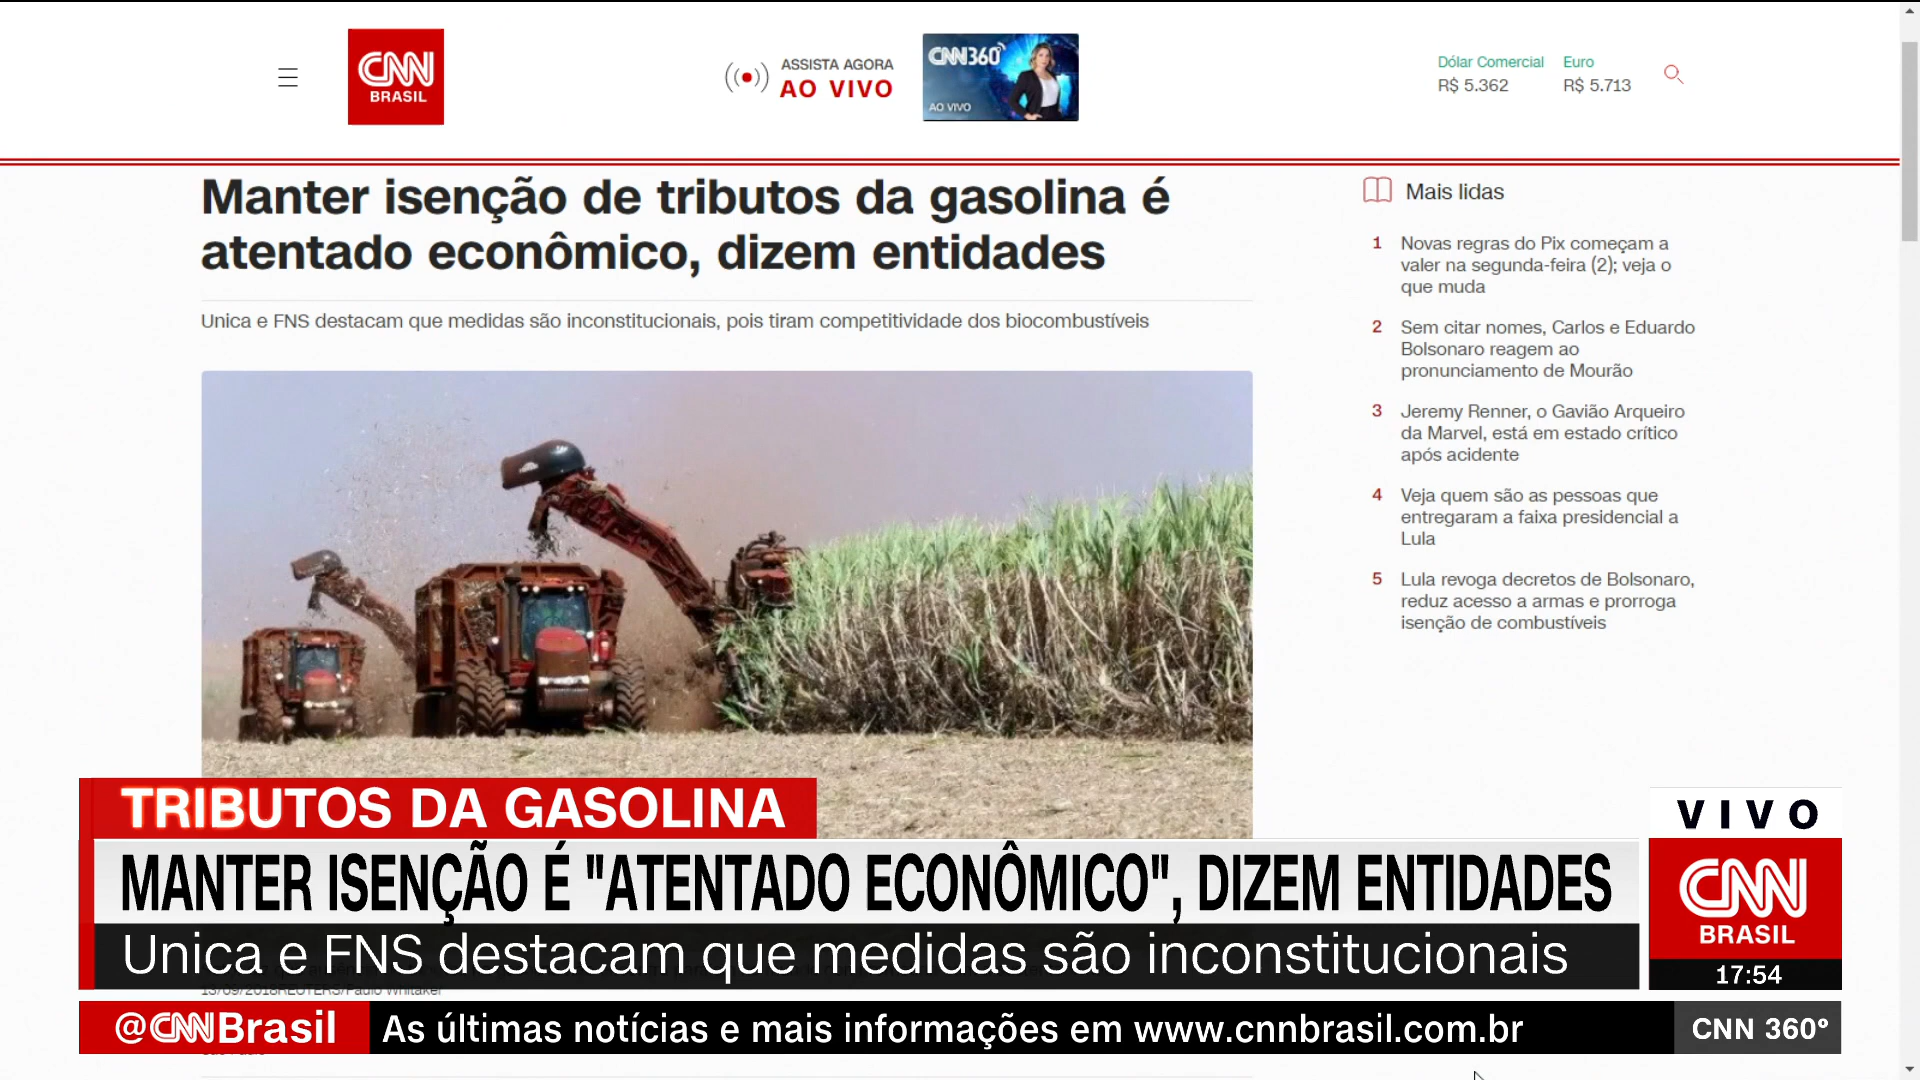 CNN
BRASIL
ASSISTA AGORA
AO VIVO
CNN360°
AO VIVO
Dólar Comercial
R$ 5.362
Euro
R$ 5.713
Manter isenção de tributos da gasolina é
atentado econômico, dizem entidades
Unica e FNS destacam que medidas são inconstitucionais, pois tiram competitividade dos biocombustíveis
Mais lidas
1 Novas regras do Pix começam a
valer na segunda-feira (2); veja o
que muda
2 Sem citar nomes, Carlos e Eduardo
Bolsonaro reagem ao
pronunciamento de Mourão
3 Jeremy Renner, o Gavião Arqueiro
da Marvel, está em estado crítico
após acidente
4 Veja quem são as pessoas que
entregaram a faixa presidencial a
Lula
5 Lula revoga decretos de Bolsonaro,
reduz acesso a armas e prorroga
isenção de combustíveis
TRIBUTOS DA GASOLINA
MANTER ISENÇÃO É "ATENTADO ECONÔMICO", DIZEM ENTIDADES
Unica e FNS destacam que medidas são inconstitucionais
13/09/2018REUTERS/Paulo Whitaker
VIVO
CNN
BRASIL
17:54
@CNNBrasil
As últimas notícias e mais informações em www.cnnbrasil.com.br
CNN 360°